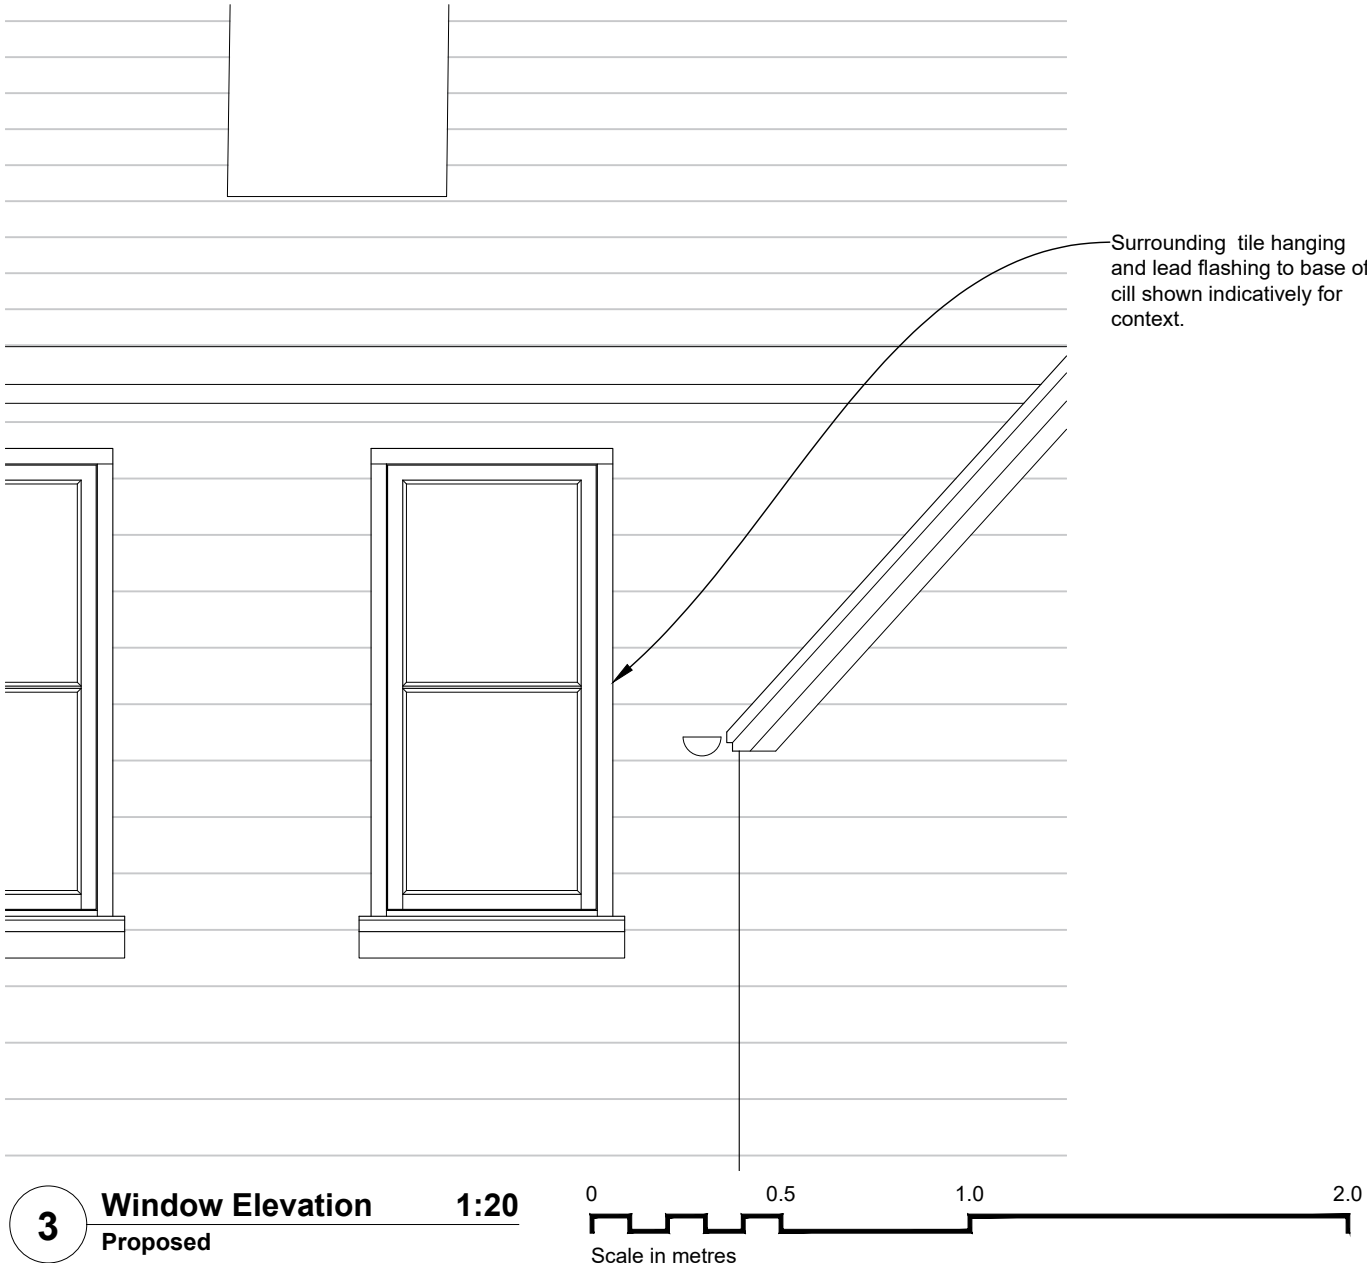 Surrounding tile hanging
and lead flashing to base of
cill shown indicatively for
context.
3
Window Elevation 1:20
Proposed
0 0.5 1.0 2.0
Scale in metres